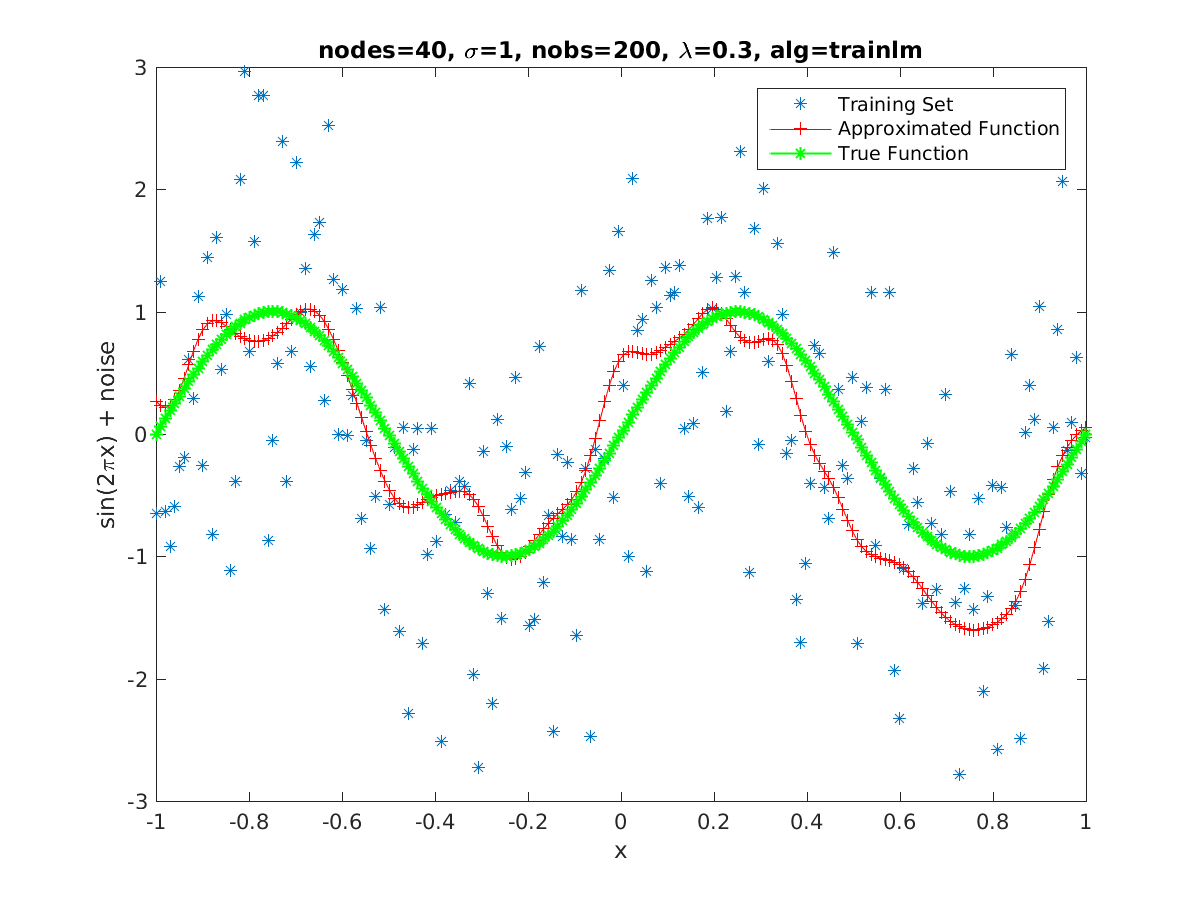 nodes=40, σ=1, nobs=200, λ=0.3, alg=trainlm
Training Set
Approximated Function
True Function
3
2
1
0
-1
-2
-3
sin(2πx) + noise
-1 -0.8 -0.6 -0.4 -0.2 0 0.2 0.4 0.6 0.8 1
x